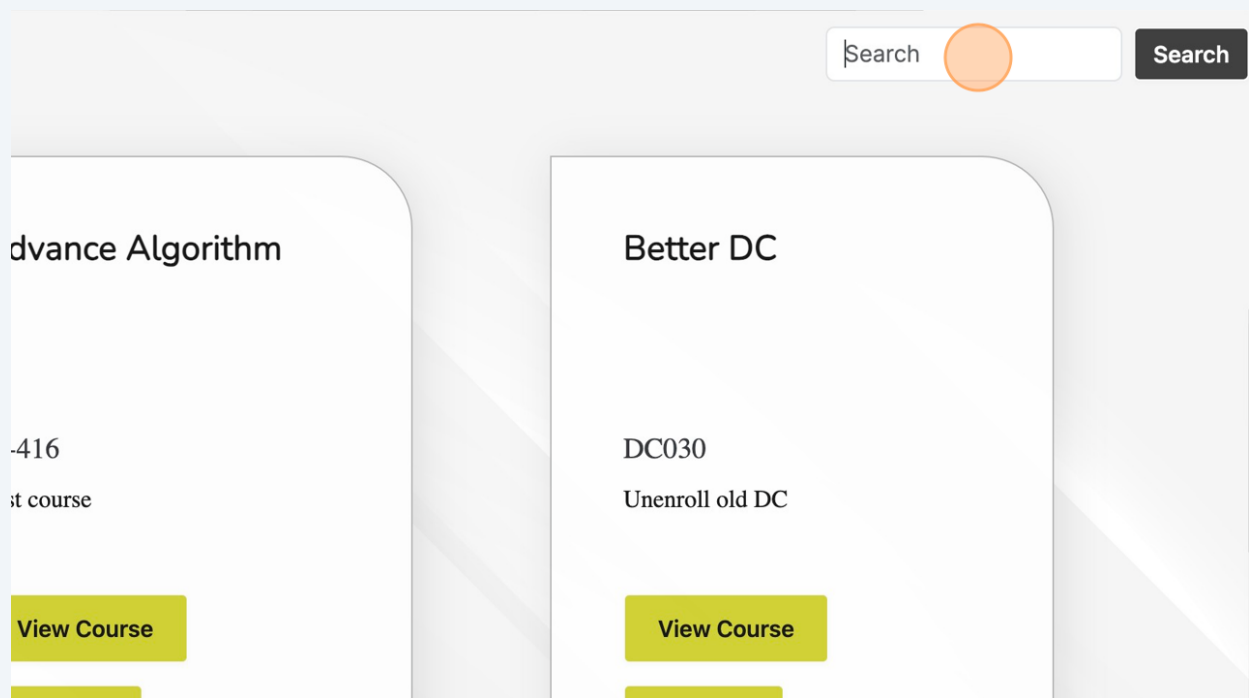 Search Search
dvance Algorithm
-416
st course
View Course
Better DC
DC030
Unenroll old DC
View Course